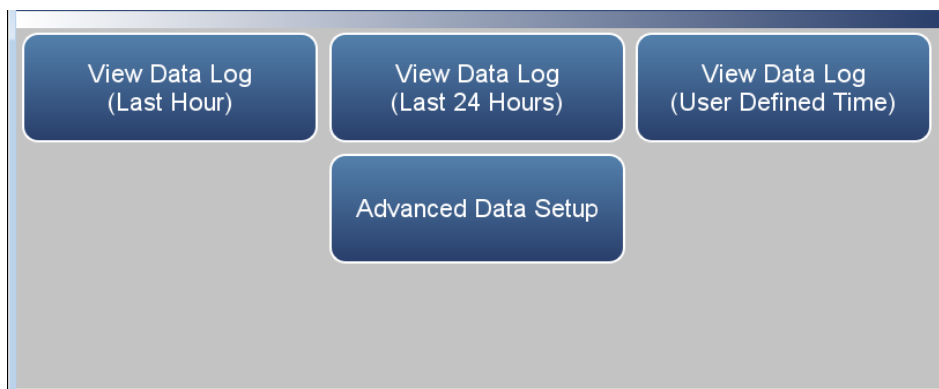 View Data Log
(Last Hour)
View Data Log
(Last 24 Hours)
View Data Log
(User Defined Time)
Advanced Data Setup